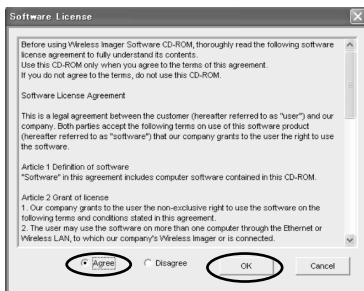 Software License
Before using Wireless Imager Software CD-ROM, thoroughly read the following software
license agreement to fully understand its contents.
Use this CD-ROM only when you agree to the terms of this agreement.
If you do not agree to the terms, do not use this CD-ROM.
Software License Agreement
This is a legal agreement between the customer (hereafter referred to as "user") and our
company. Both parties accept the following terms on use of this software product
(hereafter referred to as "software") that our company grants to the user the right to use
the software.
Article 1 Definition of software
"Software" in this agreement includes computer software contained in this CD-ROM.
Article 2 Grant of license
1. Our company grants to the user the non-exclusive right to use the software on the
following terms and conditions stated in this agreement.
2. The user may use the software on more than one computer through the Ethernet or
Wireless LAN, to which our company's Wireless Imager or is connected.
Agree Disagree OK Cancel